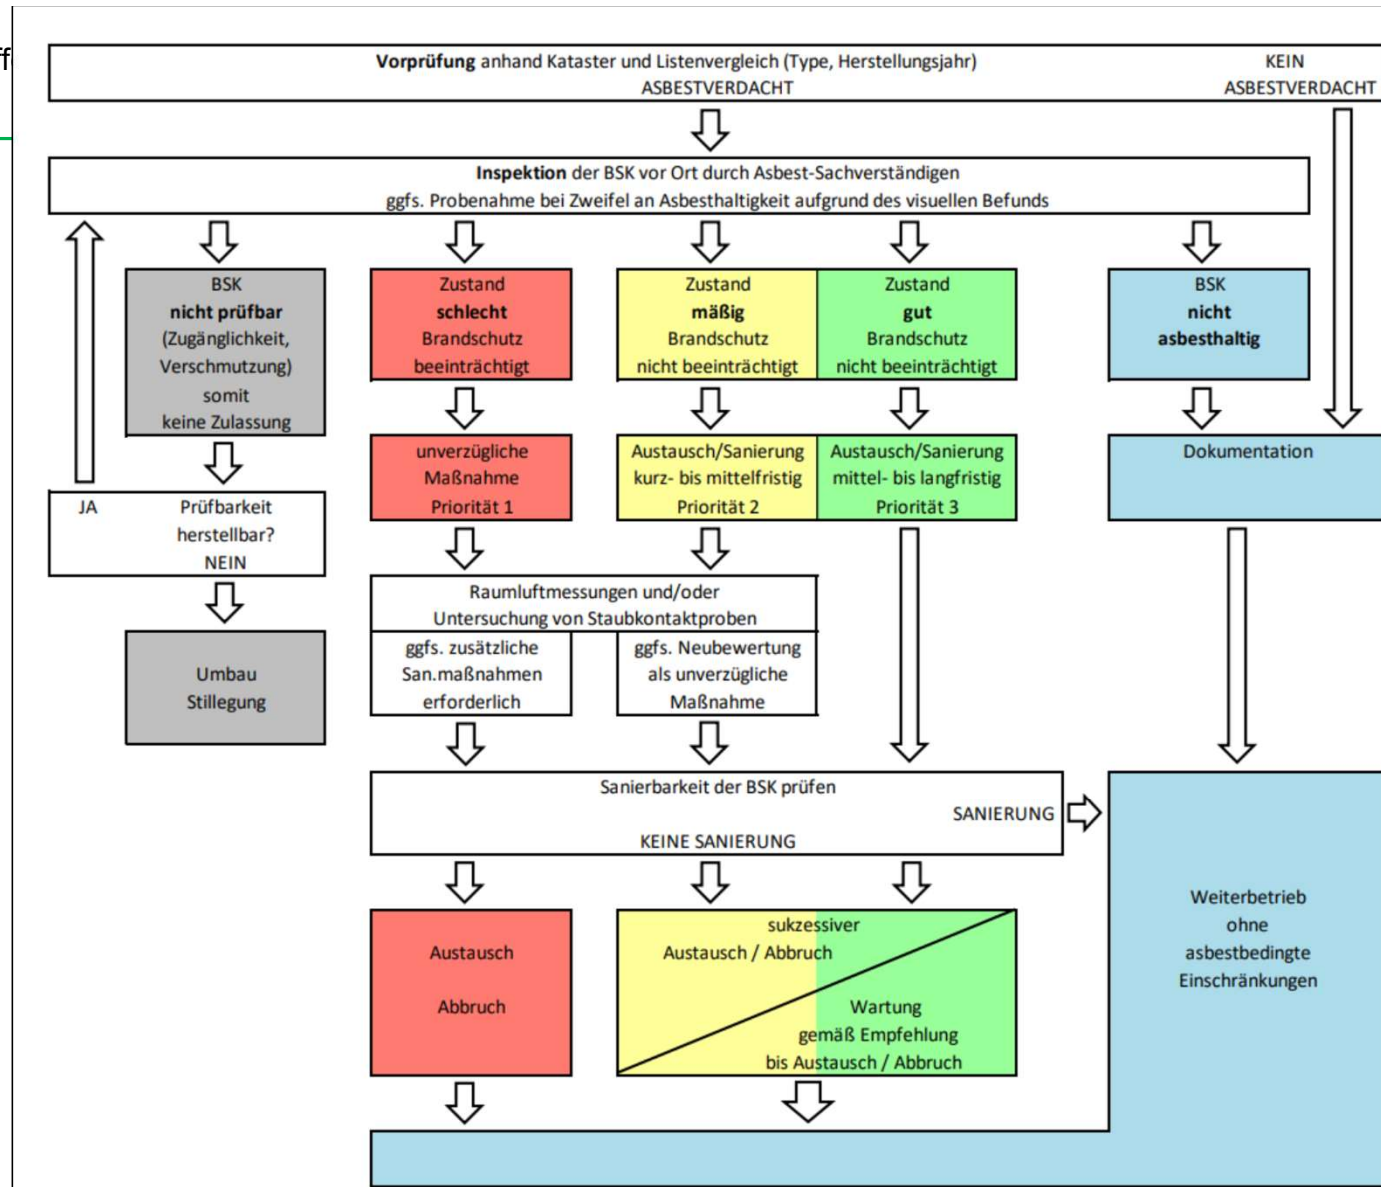 ff
Vorprüfung anhand Kataster und Listenvergleich (Type, Herstellungsjahr)
ASBESTVERDACHT
KEIN
ASBESTVERDACHT
Inspektion der BSK vor Ort durch Asbest-Sachverständigen
ggfs. Probenahme bei Zweifel an Asbesthaltigkeit aufgrund des visuellen Befunds
BSK
nicht prüfbar
(Zugänglichkeit,
Verschmutzung)
somit
keine Zulassung
Zustand
schlecht
Brandschutz
beeinträchtigt
Zustand
mäßig
Brandschutz
nicht beeinträchtigt
Zustand
gut
Brandschutz
nicht beeinträchtigt
BSK
nicht
asbesthaltig
unverzügliche
Maßnahme
Priorität 1
Austausch/Sanierung
kurz- bis mittelfristig
Priorität 2
Austausch/Sanierung
mittel- bis langfristig
Priorität 3
Dokumentation
JA
Prüfbarkeit
herstellbar?
NEIN
Raumluftmessungen und/oder
Untersuchung von Staubkontaktproben
ggfs. zusätzliche
San.maßnahmen
erforderlich
ggfs. Neubewertung
als unverzügliche
Maßnahme
Umbau
Stillegung
Sanierbarkeit der BSK prüfen
SANIERUNG
KEINE SANIERUNG
Austausch
Abbruch
sukzessiver
Austausch / Abbruch
Wartung
gemäß Empfehlung
bis Austausch / Abbruch
Weiterbetrieb
ohne
asbestbedingte
Einschränkungen